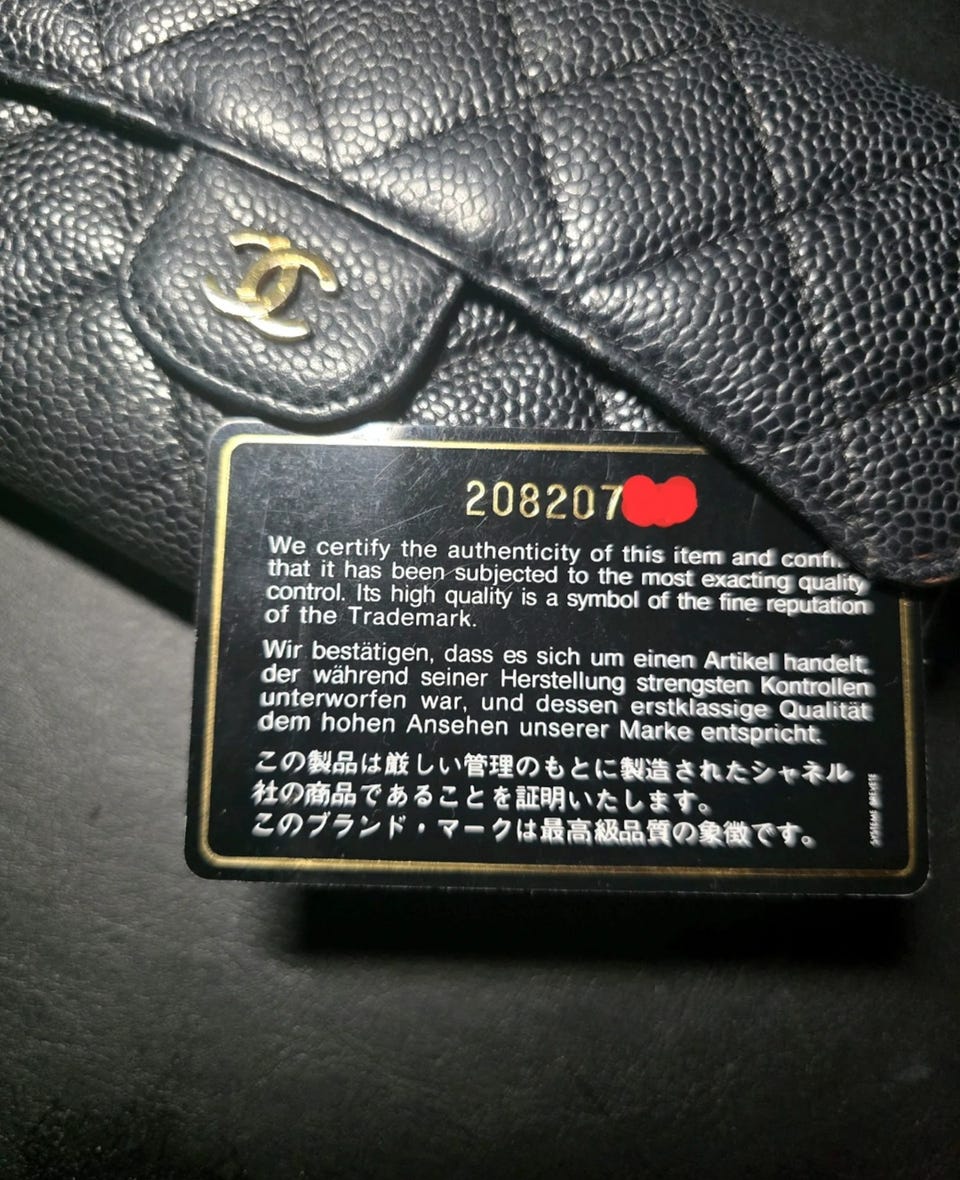 208207
We certify the authenticity of this item and
that it has been subjected to the most exacting quality
control. Its high quality is a symbol of the fine reputation
of the Trademark.
Wir bestätigen, dass es sich um einen Artikel handelt,
der während seiner Herstellung strengsten Kontrollen
unterworfen war, und dessen erstklassige Qualität
dem hohen Ansehen unserer Marke entspricht.
この製品は厳しい管理のもとに製造されたシャネル
社の商品であることを証明いたします。
このブランド・マークは最高級品質の象徴です。